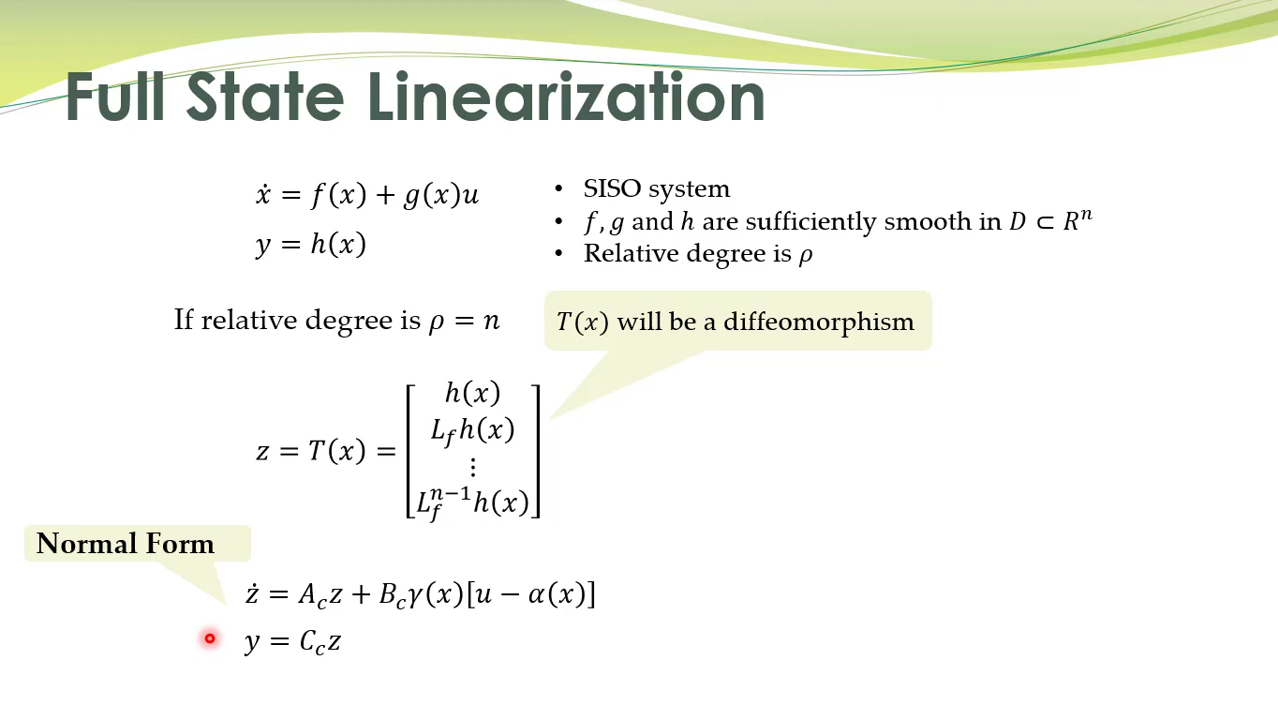 Full State Linearization
ẋ = f(x) + g(x)u
y = h(x)
• SISO system
• f, g and h are sufficiently smooth in D ⊂ Rⁿ
• Relative degree is ρ
If relative degree is ρ = n
T(x) will be a diffeomorphism
z = T(x) = [h(x)
L_f h(x)
⋮
L_f^{n−1} h(x)]
Normal Form
ż = A_c z + B_c γ(x)[u − α(x)]
y = C_c z